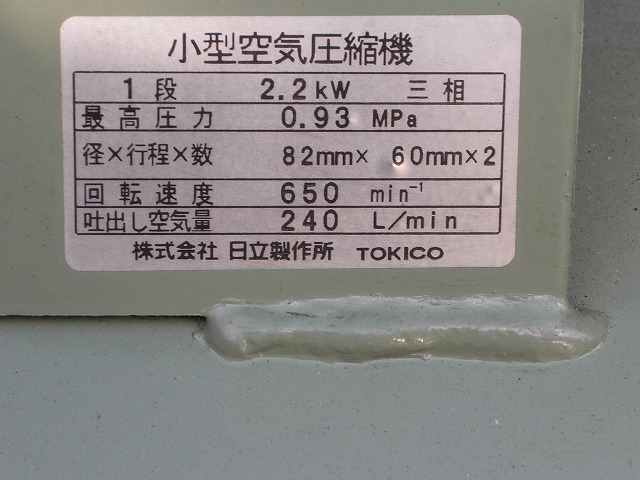 小型空気圧縮機
1段 2.2kW 三相
最高圧力 0.93 MPa
径×行程×数 82mm× 60mm×2
回転速度 650 min⁻¹
吐出し空気量 240 L/min
株式会社 日立製作所 TOKICO